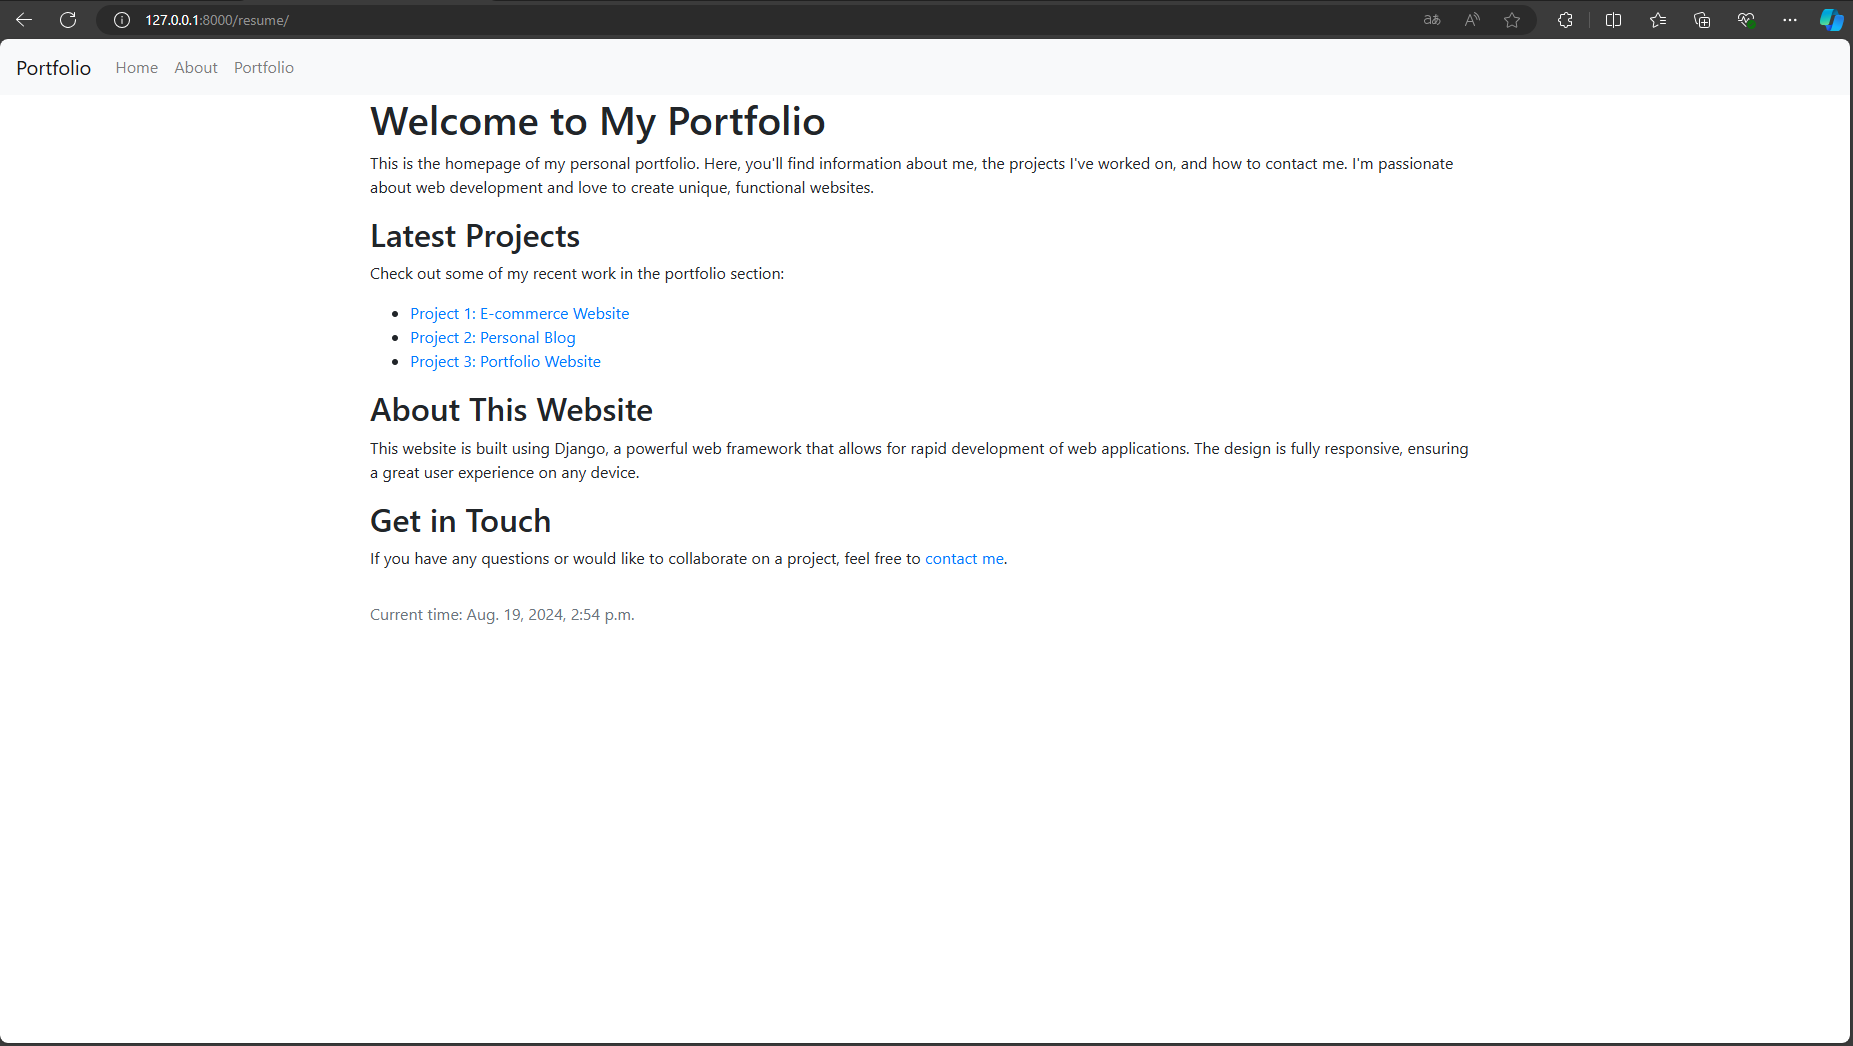 127.0.0.1:8000/resume/
Portfolio Home About Portfolio
Welcome to My Portfolio
This is the homepage of my personal portfolio. Here, you'll find information about me, the projects I've worked on, and how to contact me. I'm passionate
about web development and love to create unique, functional websites.
Latest Projects
Check out some of my recent work in the portfolio section:
Project 1: E-commerce Website
Project 2: Personal Blog
Project 3: Portfolio Website
About This Website
This website is built using Django, a powerful web framework that allows for rapid development of web applications. The design is fully responsive, ensuring
a great user experience on any device.
Get in Touch
If you have any questions or would like to collaborate on a project, feel free to contact me.
Current time: Aug. 19, 2024, 2:54 p.m.